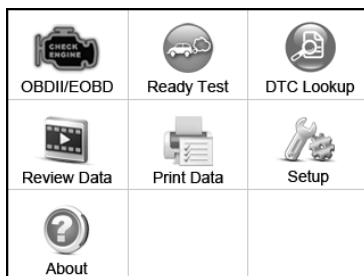 CHECK
ENGINE
OBDII/EOBD
Ready Test
DTC Lookup
Review Data
Print Data
Setup
About